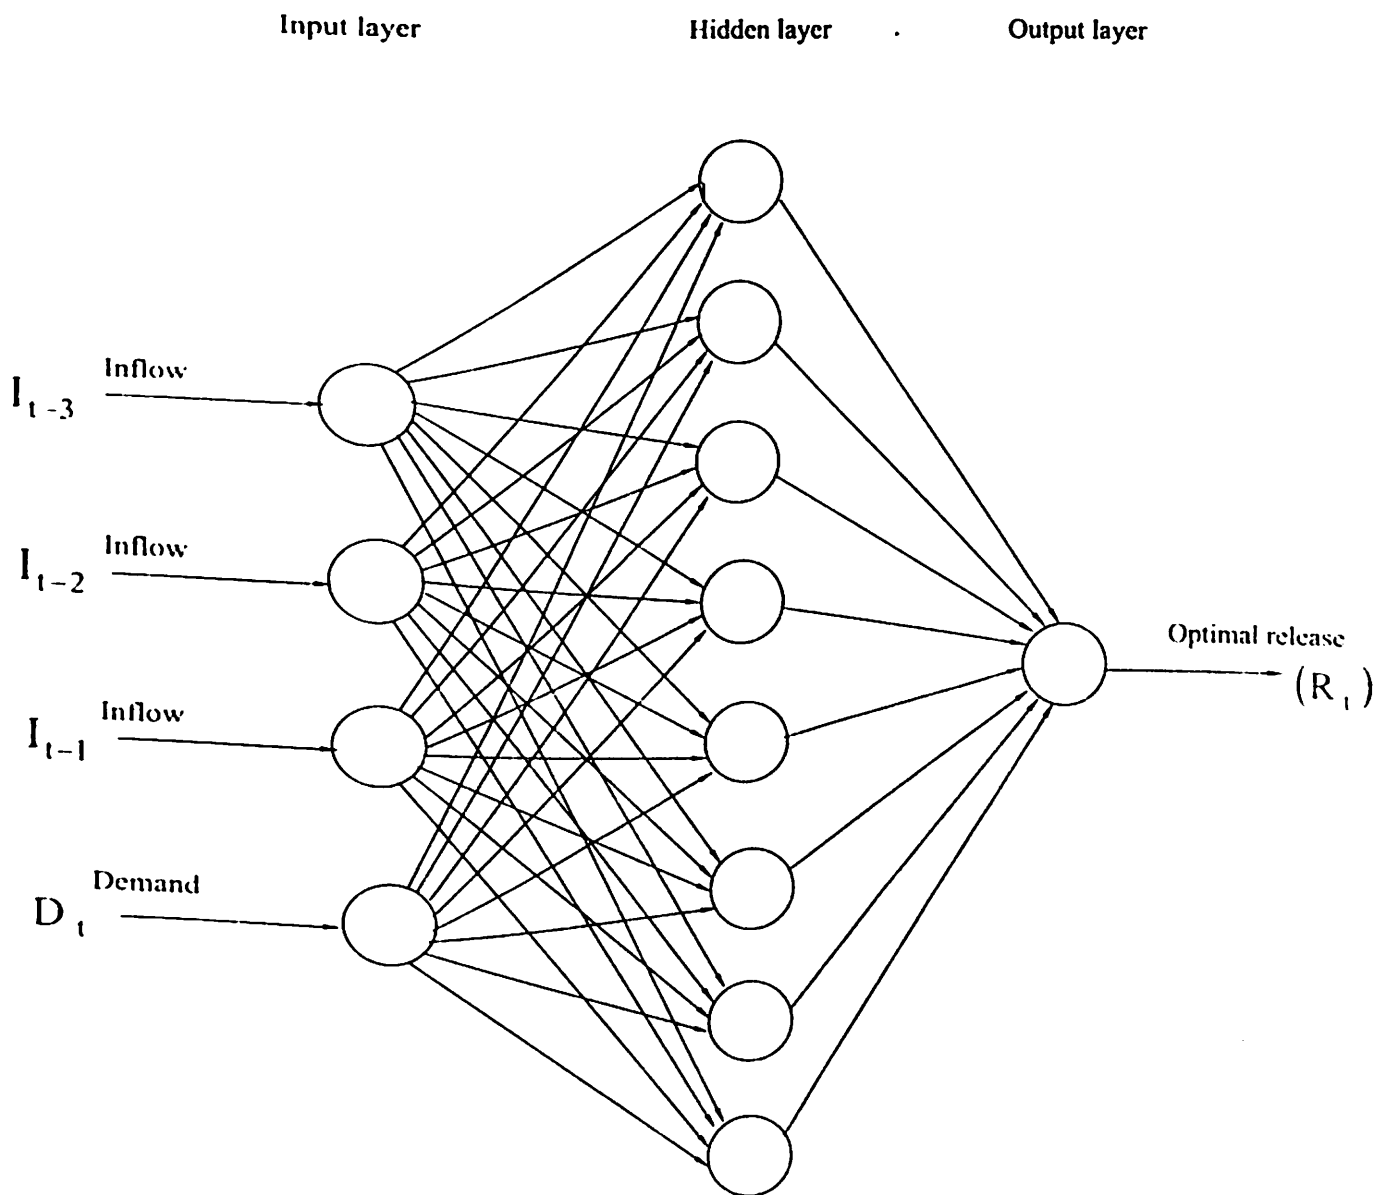 Input layer Hidden layer Output layer
Inflow
I t-3
Inflow
I t-2
Optimal release
(R t)
Inflow
I t-1
Demand
D t